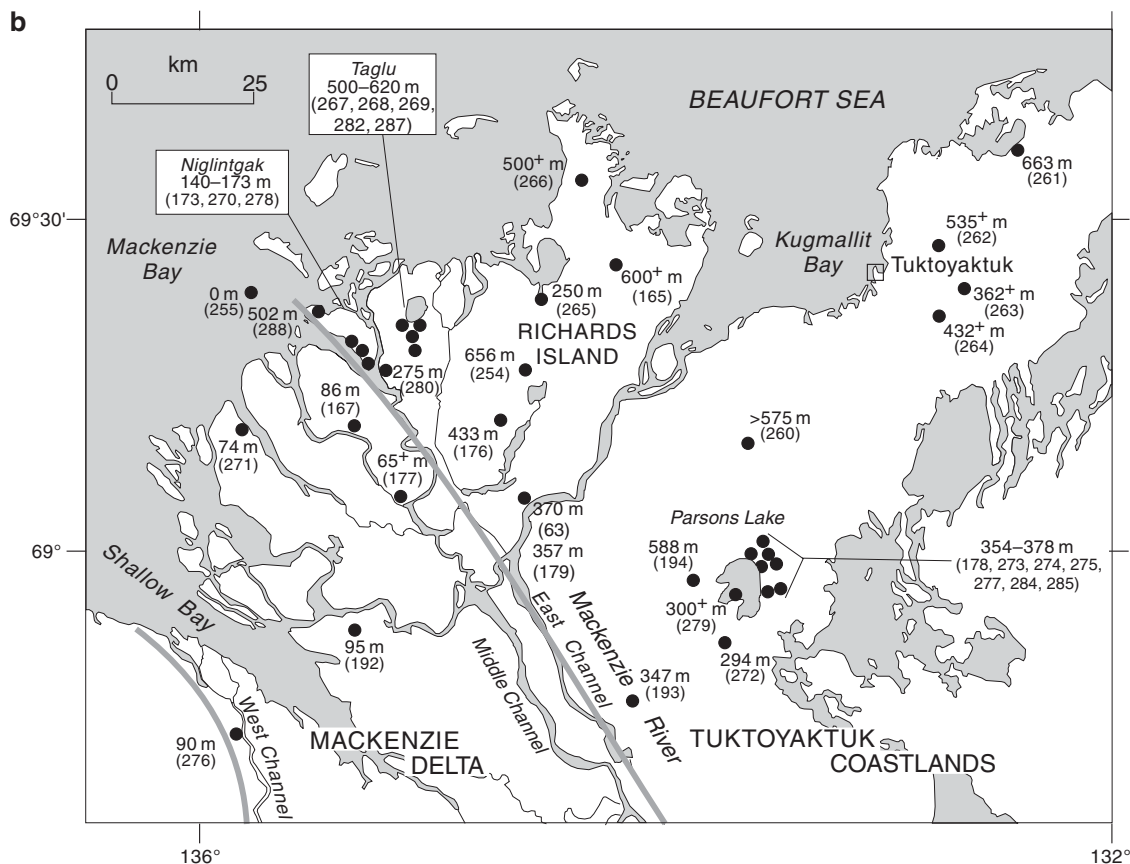 b
km
0 25
Taglu
500–620 m
(267, 268, 269,
282, 287)
BEAUFORT SEA
Niglintgak
140–173 m
(173, 270, 278)
500+ m
(266)
663 m
(261)
69°30'
Mackenzie
Bay
535+ m
(262)
Kugmallit
Bay
Tuktoyaktuk
600+ m
(165)
0 m
(255)
502 m
(288)
250 m
(265)
362+ m
(263)
432+ m
(264)
RICHARDS
ISLAND
656 m
(254)
275 m
(280)
86 m
(167)
74 m
(271)
433 m
(176)
>575 m
(260)
65+ m
(177)
370 m
(63)
357 m
(179)
Parsons Lake
69°
588 m
(194)
354–378 m
(178, 273, 274, 275,
277, 284, 285)
Shallow Bay
300+ m
(279)
95 m
(192)
294 m
(272)
East Channel
Mackenzie River
Middle Channel
347 m
(193)
West Channel
90 m
(276)
MACKENZIE
DELTA
TUKTOYAKTUK
COASTLANDS
136° 132°